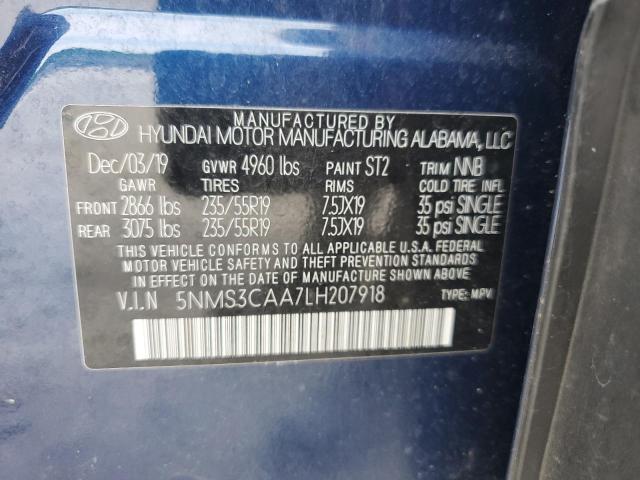 MANUFACTURED BY
HYUNDAI MOTOR MANUFACTURING ALABAMA, LLC
Dec/03/19 GVWR 4960 lbs PAINT ST2 TRIM NNB
GAWR TIRES RIMS COLD TIRE INFL.
FRONT 2866 lbs 235/55R19 7.5JX19 35 psi SINGLE
REAR 3075 lbs 235/55R19 7.5JX19 35 psi SINGLE
THIS VEHICLE CONFORMS TO ALL APPLICABLE U.S.A. FEDERAL
MOTOR VEHICLE SAFETY, BUMPER, AND THEFT PREVENTION STANDARDS
IN EFFECT ON THE DATE OF MANUFACTURE SHOWN ABOVE.
V.I.N 5NMS3CAA7LH207918 TYPE: MPV